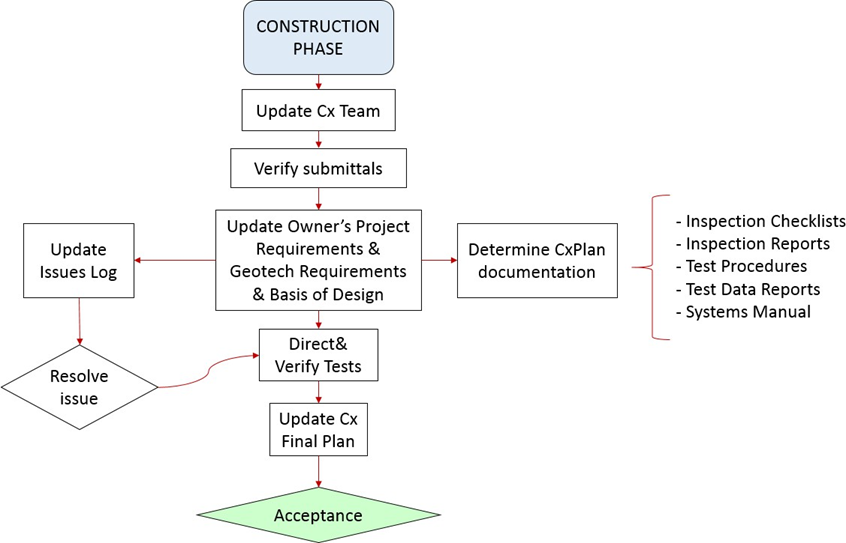 CONSTRUCTION
PHASE
Update Cx Team
Verify submittals
Update Owner’s Project
Requirements &
Geotech Requirements
& Basis of Design
Update
Issues Log
Determine CxPlan
documentation
- Inspection Checklists
- Inspection Reports
- Test Procedures
- Test Data Reports
- Systems Manual
Direct&
Verify Tests
Resolve
issue
Update Cx
Final Plan
Acceptance